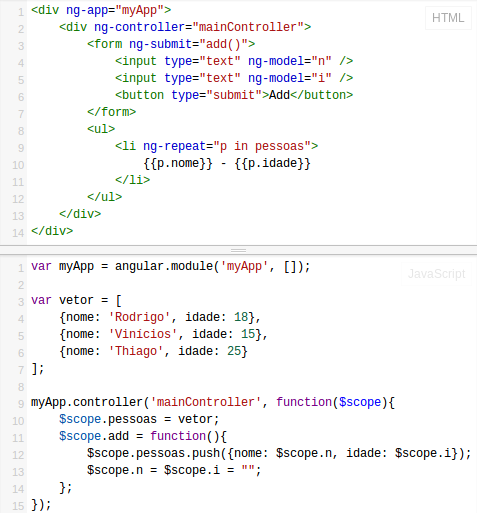 HTML
1 <div ng-app="myApp">
2     <div ng-controller="mainController">
3         <form ng-submit="add()">
4             <input type="text" ng-model="n" />
5             <input type="text" ng-model="i" />
6             <button type="submit">Add</button>
7         </form>
8         <ul>
9             <li ng-repeat="p in pessoas">
10                 {{p.nome}} - {{p.idade}}
11             </li>
12         </ul>
13     </div>
14 </div>
JavaScript
1 var myApp = angular.module('myApp', []);
2
3 var vetor = [
4     {nome: 'Rodrigo', idade: 18},
5     {nome: 'Vinícios', idade: 15},
6     {nome: 'Thiago', idade: 25}
7 ];
8
9 myApp.controller('mainController', function($scope){
10     $scope.pessoas = vetor;
11     $scope.add = function(){
12         $scope.pessoas.push({nome: $scope.n, idade: $scope.i});
13         $scope.n = $scope.i = "";
14     };
15 });